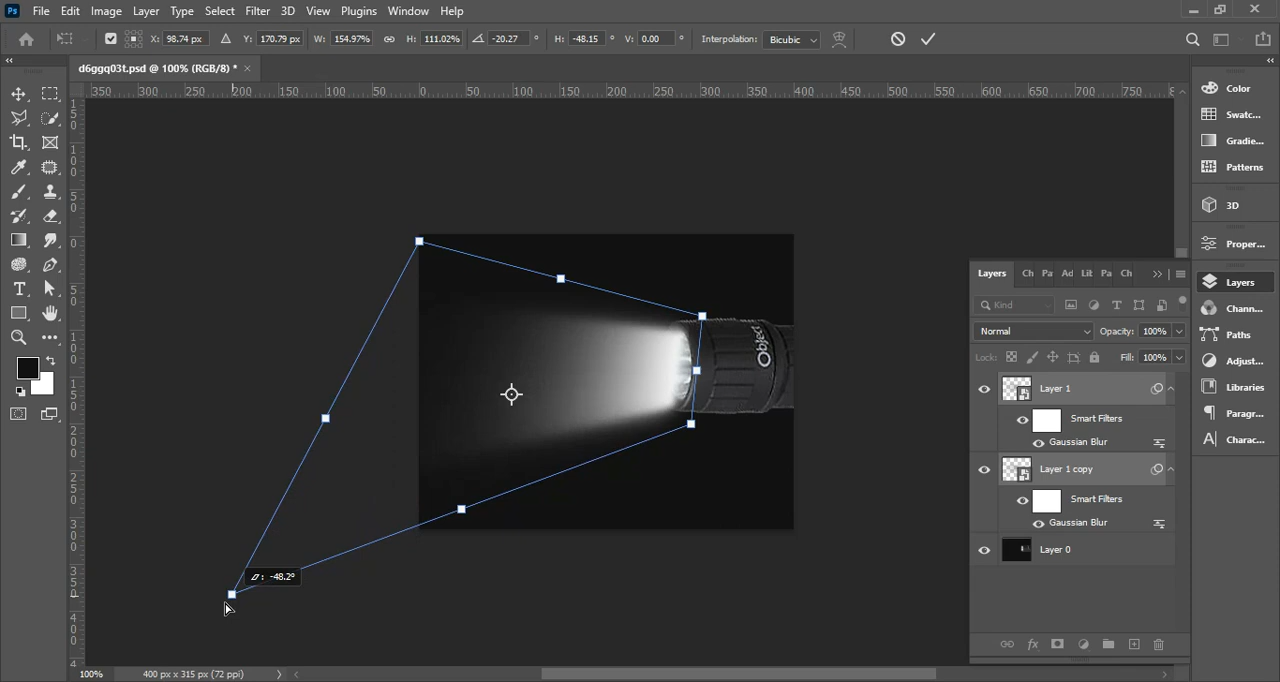 Ps File Edit Image Layer Type Select Filter 3D View Plugins Window Help
X: 98.74 px Y: 170.79 px W: 154.97% H: 111.02% -20.27 ° H: -48.15 ° V: 0.00 ° Interpolation: Bicubic
d6ggq03t.psd @ 100% (RGB/8) * ×
350 300 250 200 150 100 50 0 50 100 150 200 250 300 350 400 450 500 550 600 650 700 750
Color
Swatc...
Gradie...
Patterns
3D
Proper...
Layers
Chann...
Paths
Adjust...
Libraries
Paragr...
Charac...
Layers Ch Pa Ad Lit Pa Ch
Kind
Normal Opacity: 100%
Lock: Fill: 100%
Layer 1
Smart Filters
Gaussian Blur
Layer 1 copy
Smart Filters
Gaussian Blur
Layer 0
Object
-48.2°
100% 400 px x 315 px (72 ppi)